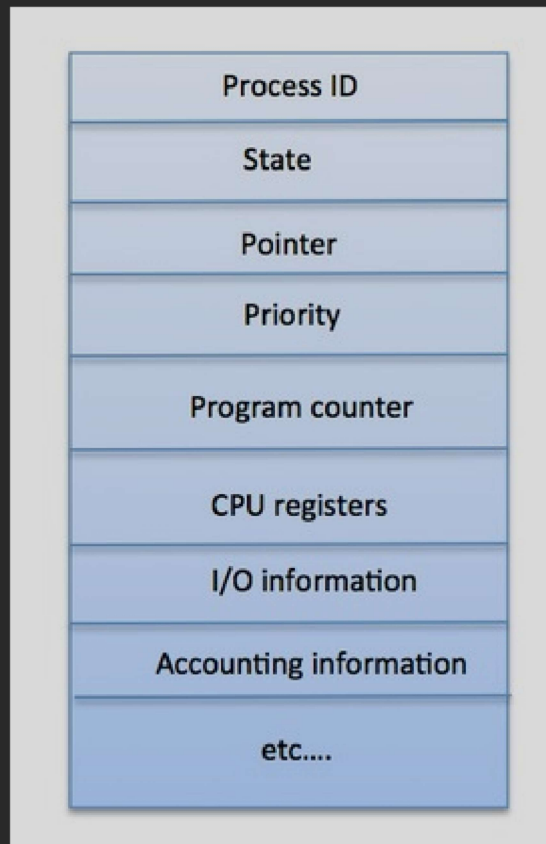 Process ID
State
Pointer
Priority
Program counter
CPU registers
I/O information
Accounting information
etc....